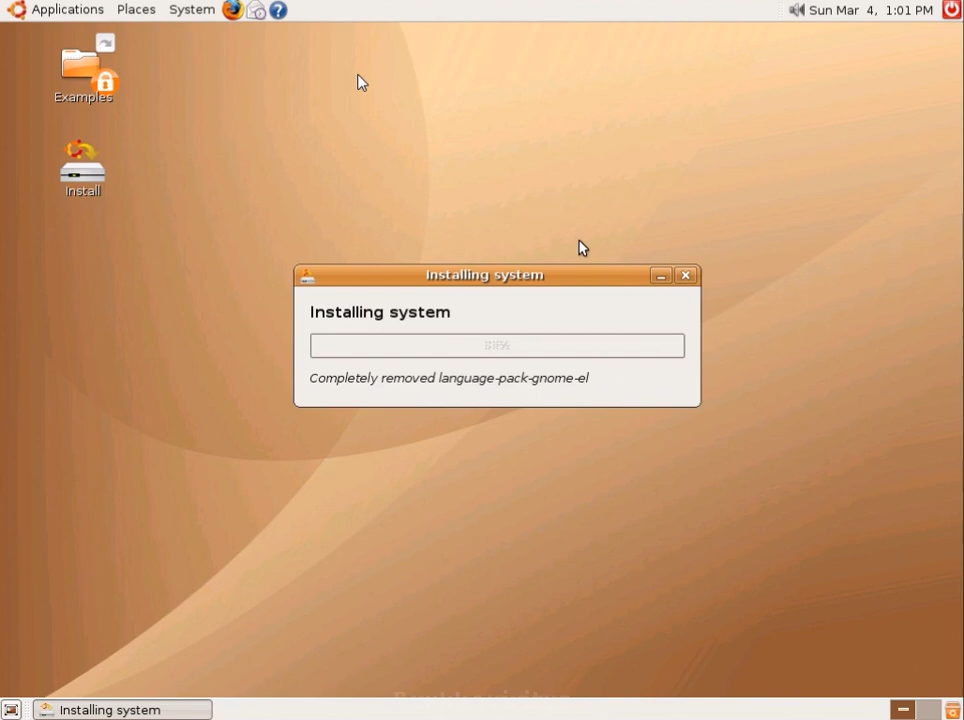 Applications Places System
Sun Mar 4, 1:01 PM
Examples
Install
Installing system
Installing system
Completely removed language-pack-gnome-el
Installing system